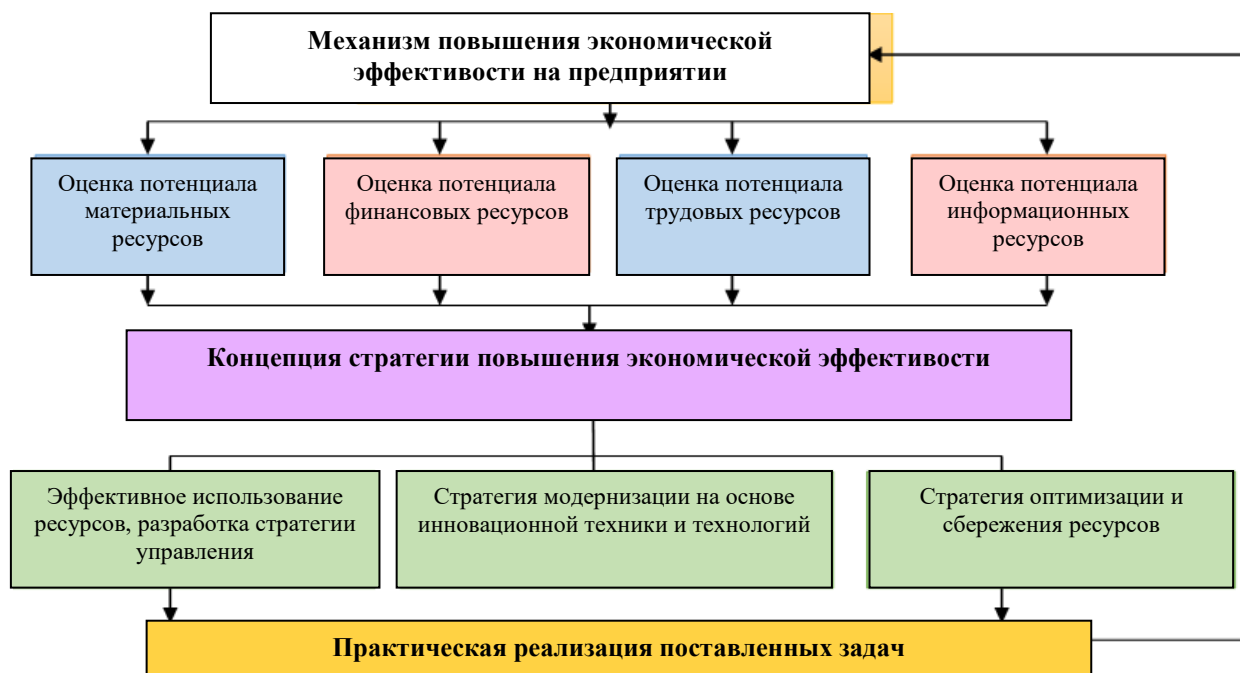 Механизм повышения экономической
эффективости на предприятии
Оценка потенциала
материальных
ресурсов
Оценка потенциала
финансовых ресурсов
Оценка потенциала
трудовых ресурсов
Оценка потенциала
информационных
ресурсов
Концепция стратегии повышения экономической эффективости
Эффективное использование
ресурсов, разработка стратегии
управления
Стратегия модернизации на основе
инновационной техники и технологий
Стратегия оптимизации и
сбережения ресурсов
Практическая реализация поставленных задач